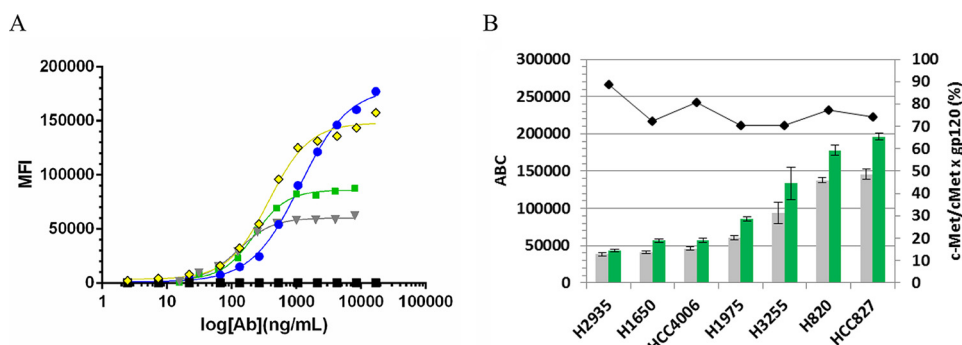 A
B
MFI
200000
150000
100000
50000
0
1
10
100
1000
10000
100000
log[Ab](ng/mL)
ABC
300000
250000
200000
150000
100000
50000
0
100
90
80
70
60
50
40
30
20
10
0
c-Met/cMet x gp120 (%)
H2935
H1650
HCC4006
H1975
H3255
H820
HCC827